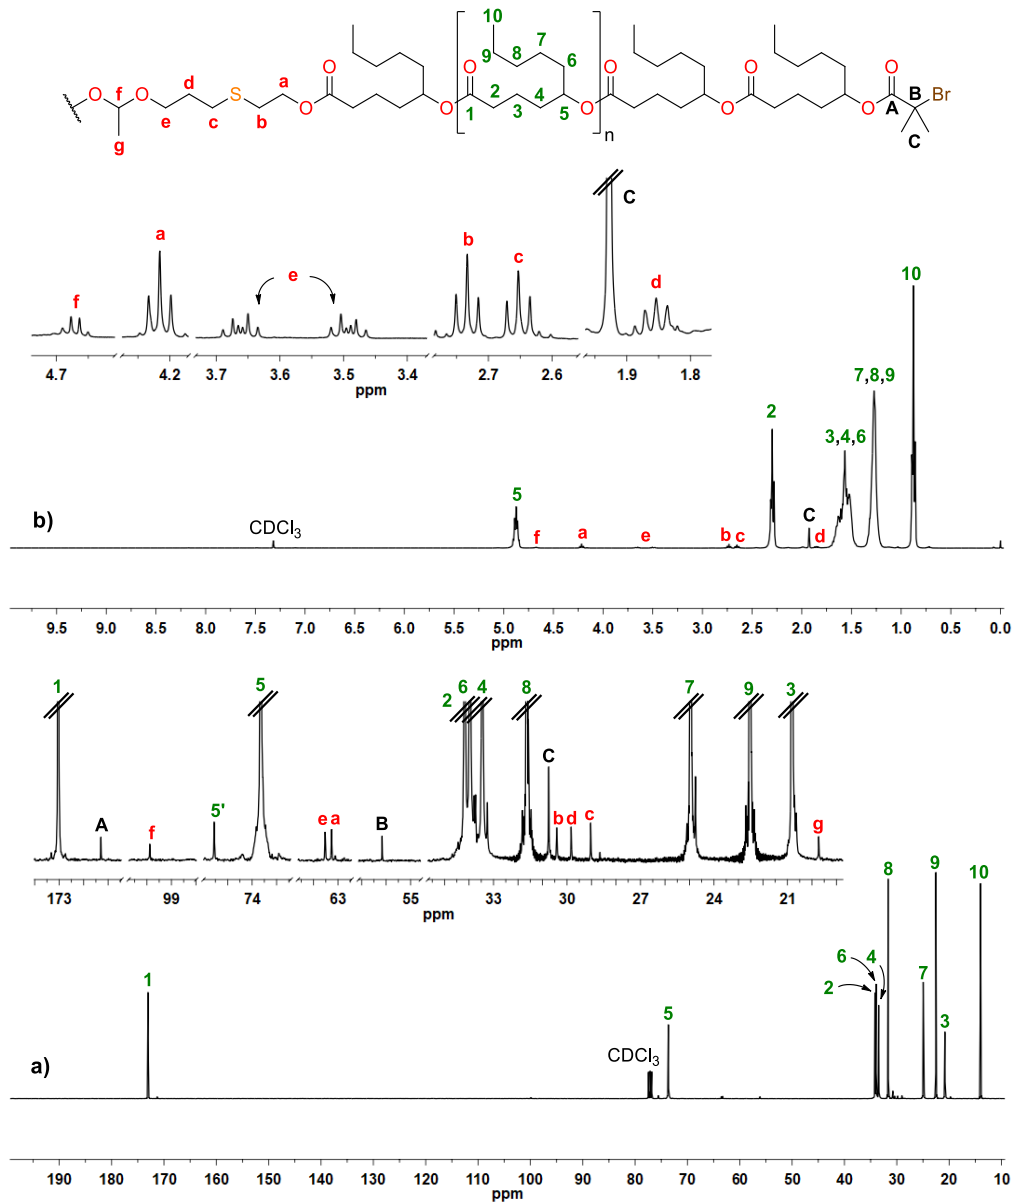 10
9
8
7
6
O
O
O
O
O
f
O
d
S
a
O
2
3
4
O
5
O
O
O
A
B
Br
e
c
b
1
n
g
C
C
a
b
c
e
d
f
10
4.7
4.2
3.7
3.6
3.5
3.4
2.7
2.6
1.9
1.8
ppm
7,8,9
2
3,4,6
5
C
b)
CDCl3
f
a
e
b
c
d
9.5 9.0 8.5 8.0 7.5 7.0 6.5 6.0 5.5 5.0 4.5 4.0 3.5 3.0 2.5 2.0 1.5 1.0 0.5 0.0
ppm
1
5
2
6
4
8
7
9
3
C
5'
A
f
e
a
B
b
d
c
g
173 99 74 63 55 33 30 27 24 21
ppm
9
8
10
6
4
1
2
7
5
3
CDCl3
a)
190 180 170 160 150 140 130 120 110 100 90 80 70 60 50 40 30 20 10
ppm